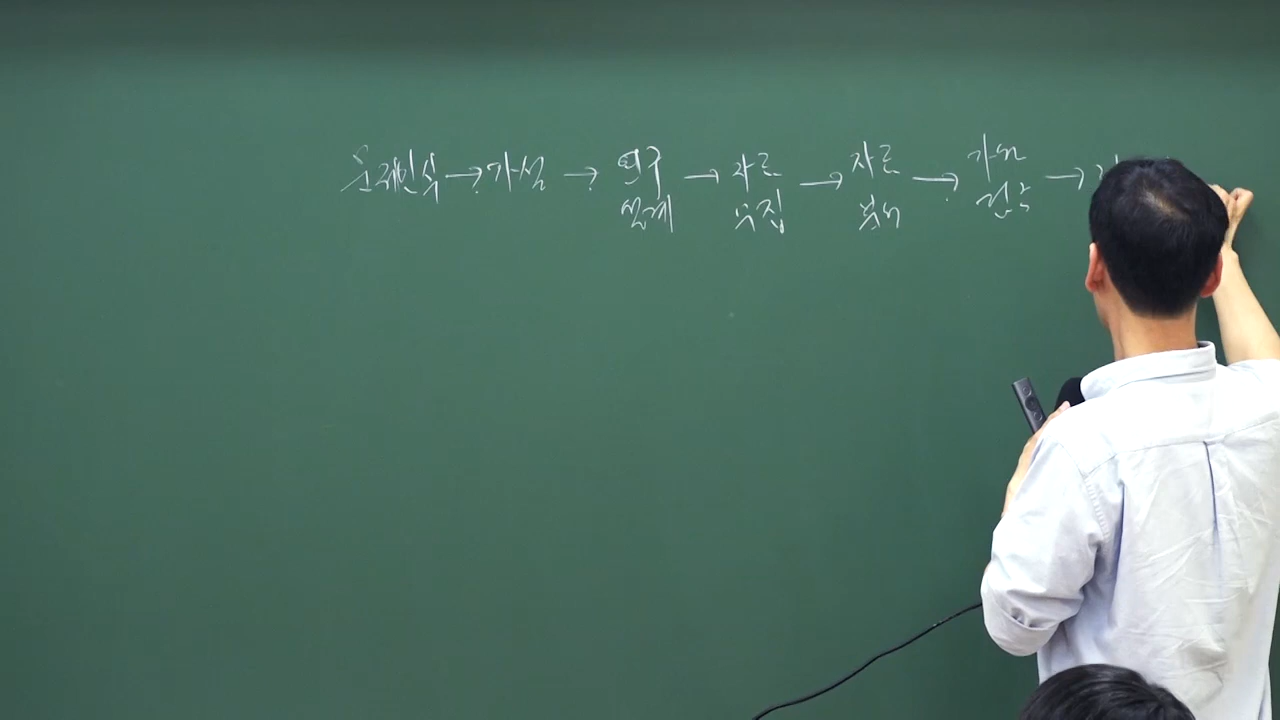 문제인식 → 가설 → 연구 → 자료 → 자료 → 가설 →
설계 수집 분석 검증